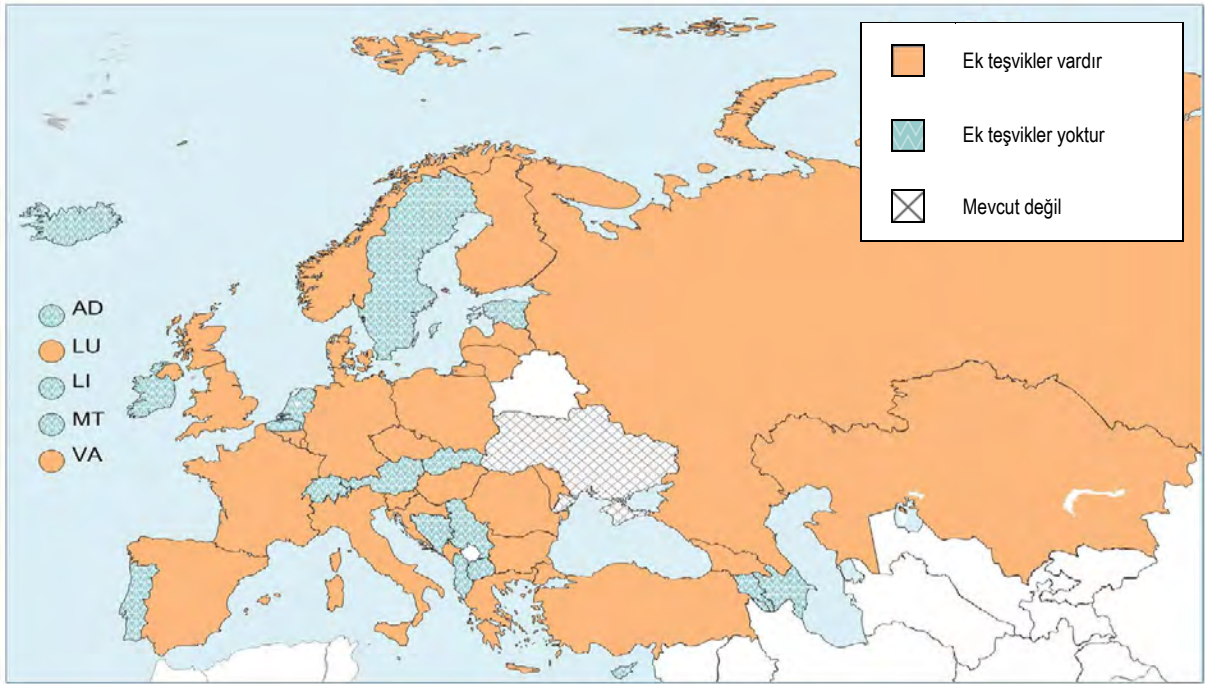 Ek teşvikler vardır
Ek teşvikler yoktur
Mevcut değil
AD
LU
LI
MT
VA